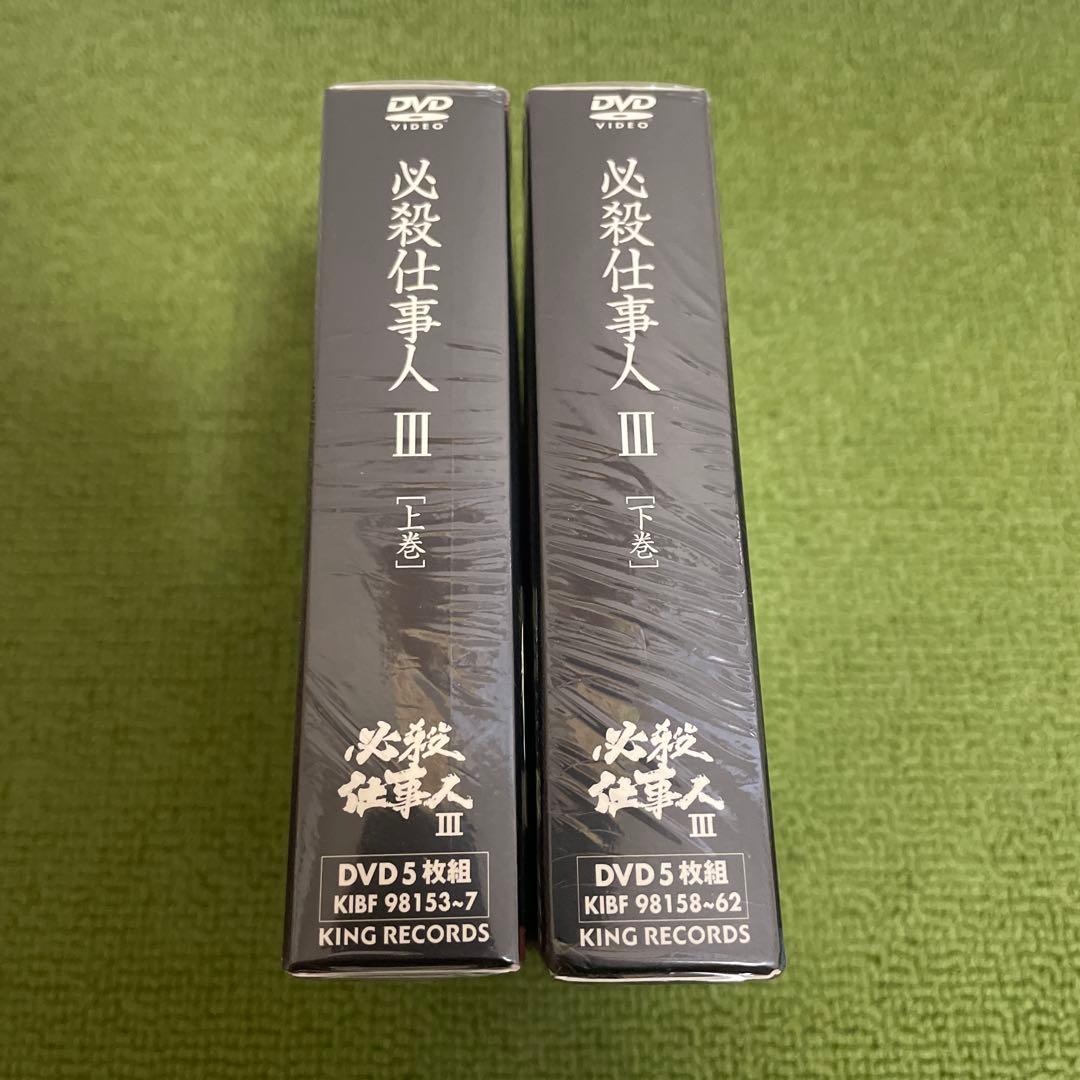 DVD
VIDEO
必殺仕事人 Ⅲ
[上巻]
必殺
仕事人
Ⅲ
DVD 5 枚組
KIBF 98153~7
KING RECORDS
DVD
VIDEO
必殺仕事人 Ⅲ
[下巻]
必殺
仕事人
Ⅲ
DVD 5 枚組
KIBF 98158~62
KING RECORDS